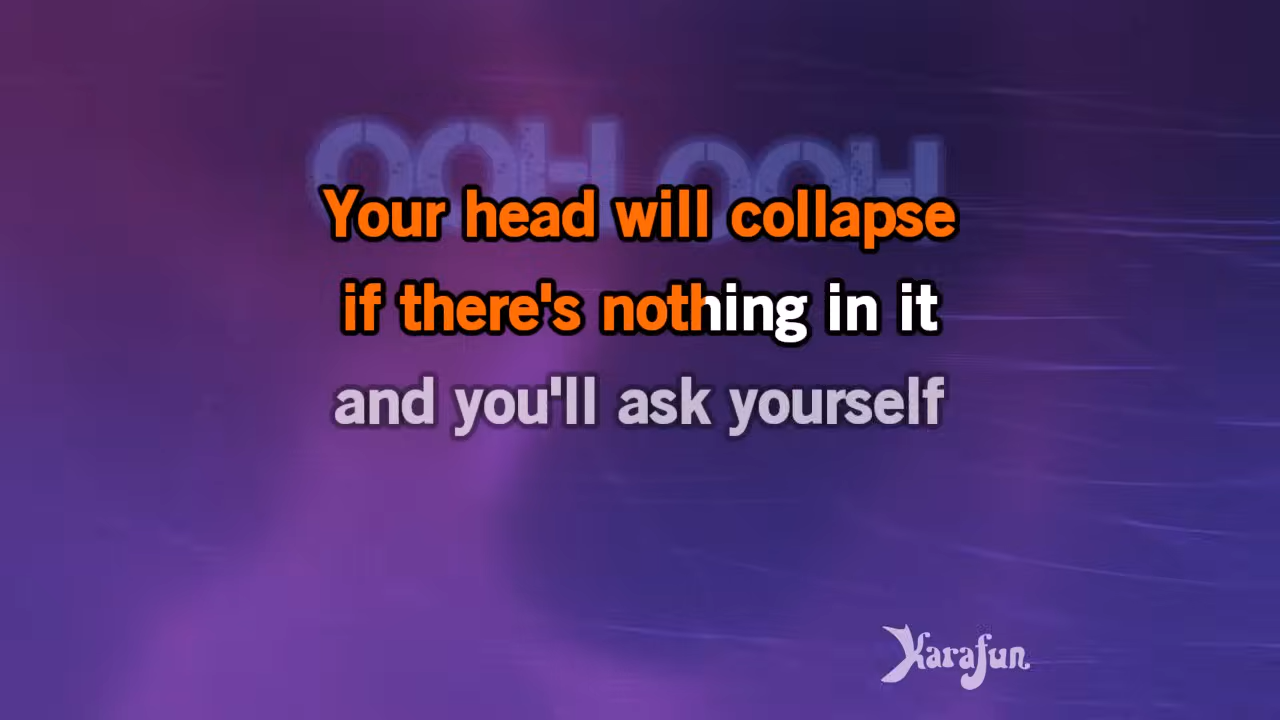 OOH OOH
Your head will collapse
if there's nothing in it
and you'll ask yourself
Karafun